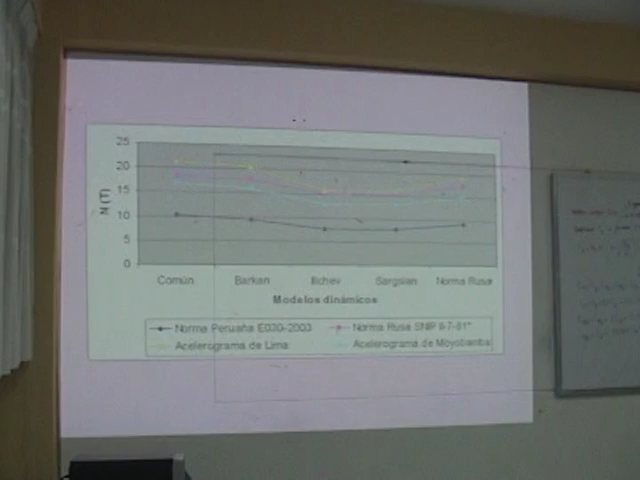 25
20
15
10
5
0
N (T)
Común Barkan Ilichev Sargsian Norma Rusa
Modelos dinámicos
Norma Peruana E030-2003 Norma Rusa SNIP II-7-81*
Acelerograma de Lima Acelerograma de Moyobamba